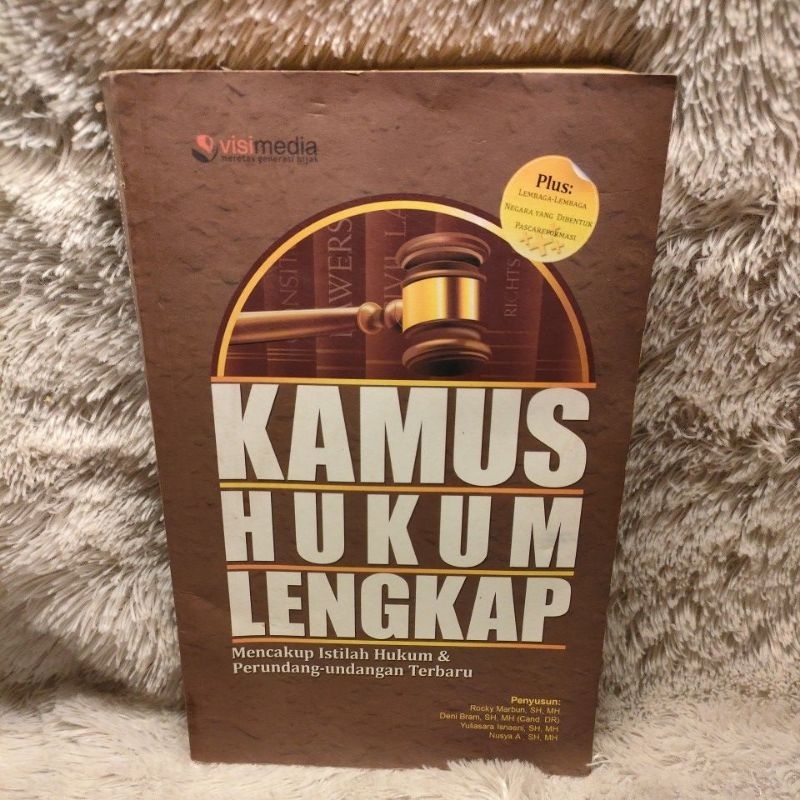 visimedia
meretas generasi bijak
Plus:
LEMBAGA-LEMBAGA
NEGARA YANG DIBENTUK
PASCAREFORMASI
RIGHTS
KAMUS
HUKUM
LENGKAP
Mencakup Istilah Hukum &
Perundang-undangan Terbaru
Penyusun:
Rocky Marbun, SH, MH
Deni Bram, SH, MH (Cand. DR)
Yuliasara Isnaeni, SH, MH
Nusya A., SH, MH